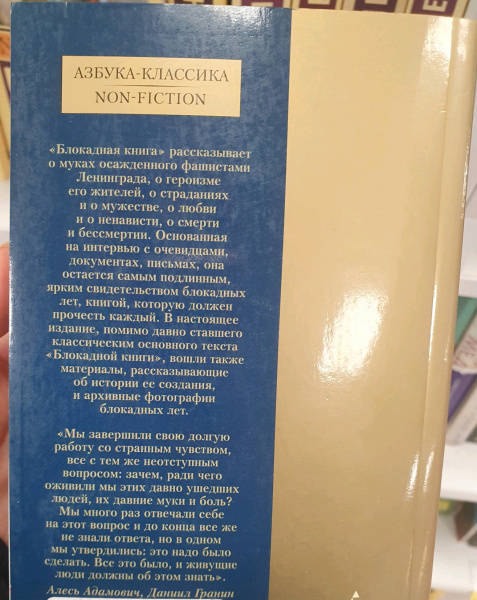 АЗБУКА-КЛАССИКА
NON-FICTION
«Блокадная книга» рассказывает
о муках осажденного фашистами
Ленинграда, о героизме
его жителей, о страданиях
и о мужестве, о любви
и о ненависти, о смерти
и бессмертии. Основанная
на интервью с очевидцами,
документах, письмах, она
остается самым подлинным,
ярким свидетельством блокадных
лет, книгой, которую должен
прочесть каждый. В настоящее
издание, помимо давно ставшего
классическим основного текста
«Блокадной книги», вошли также
материалы, рассказывающие
об истории ее создания,
и архивные фотографии
блокадных лет.
«Мы завершили свою долгую
работу со странным чувством,
все с тем же неотступным
вопросом: зачем, ради чего
оживили мы этих давно ушедших
людей, их давние муки и боль?
Мы много раз отвечали себе
на этот вопрос и до конца все же
не знали ответа, но в одном
мы утвердились: это надо было
сделать. Все это было, и живущие
люди должны об этом знать».
Алесь Адамович, Даниил Гранин